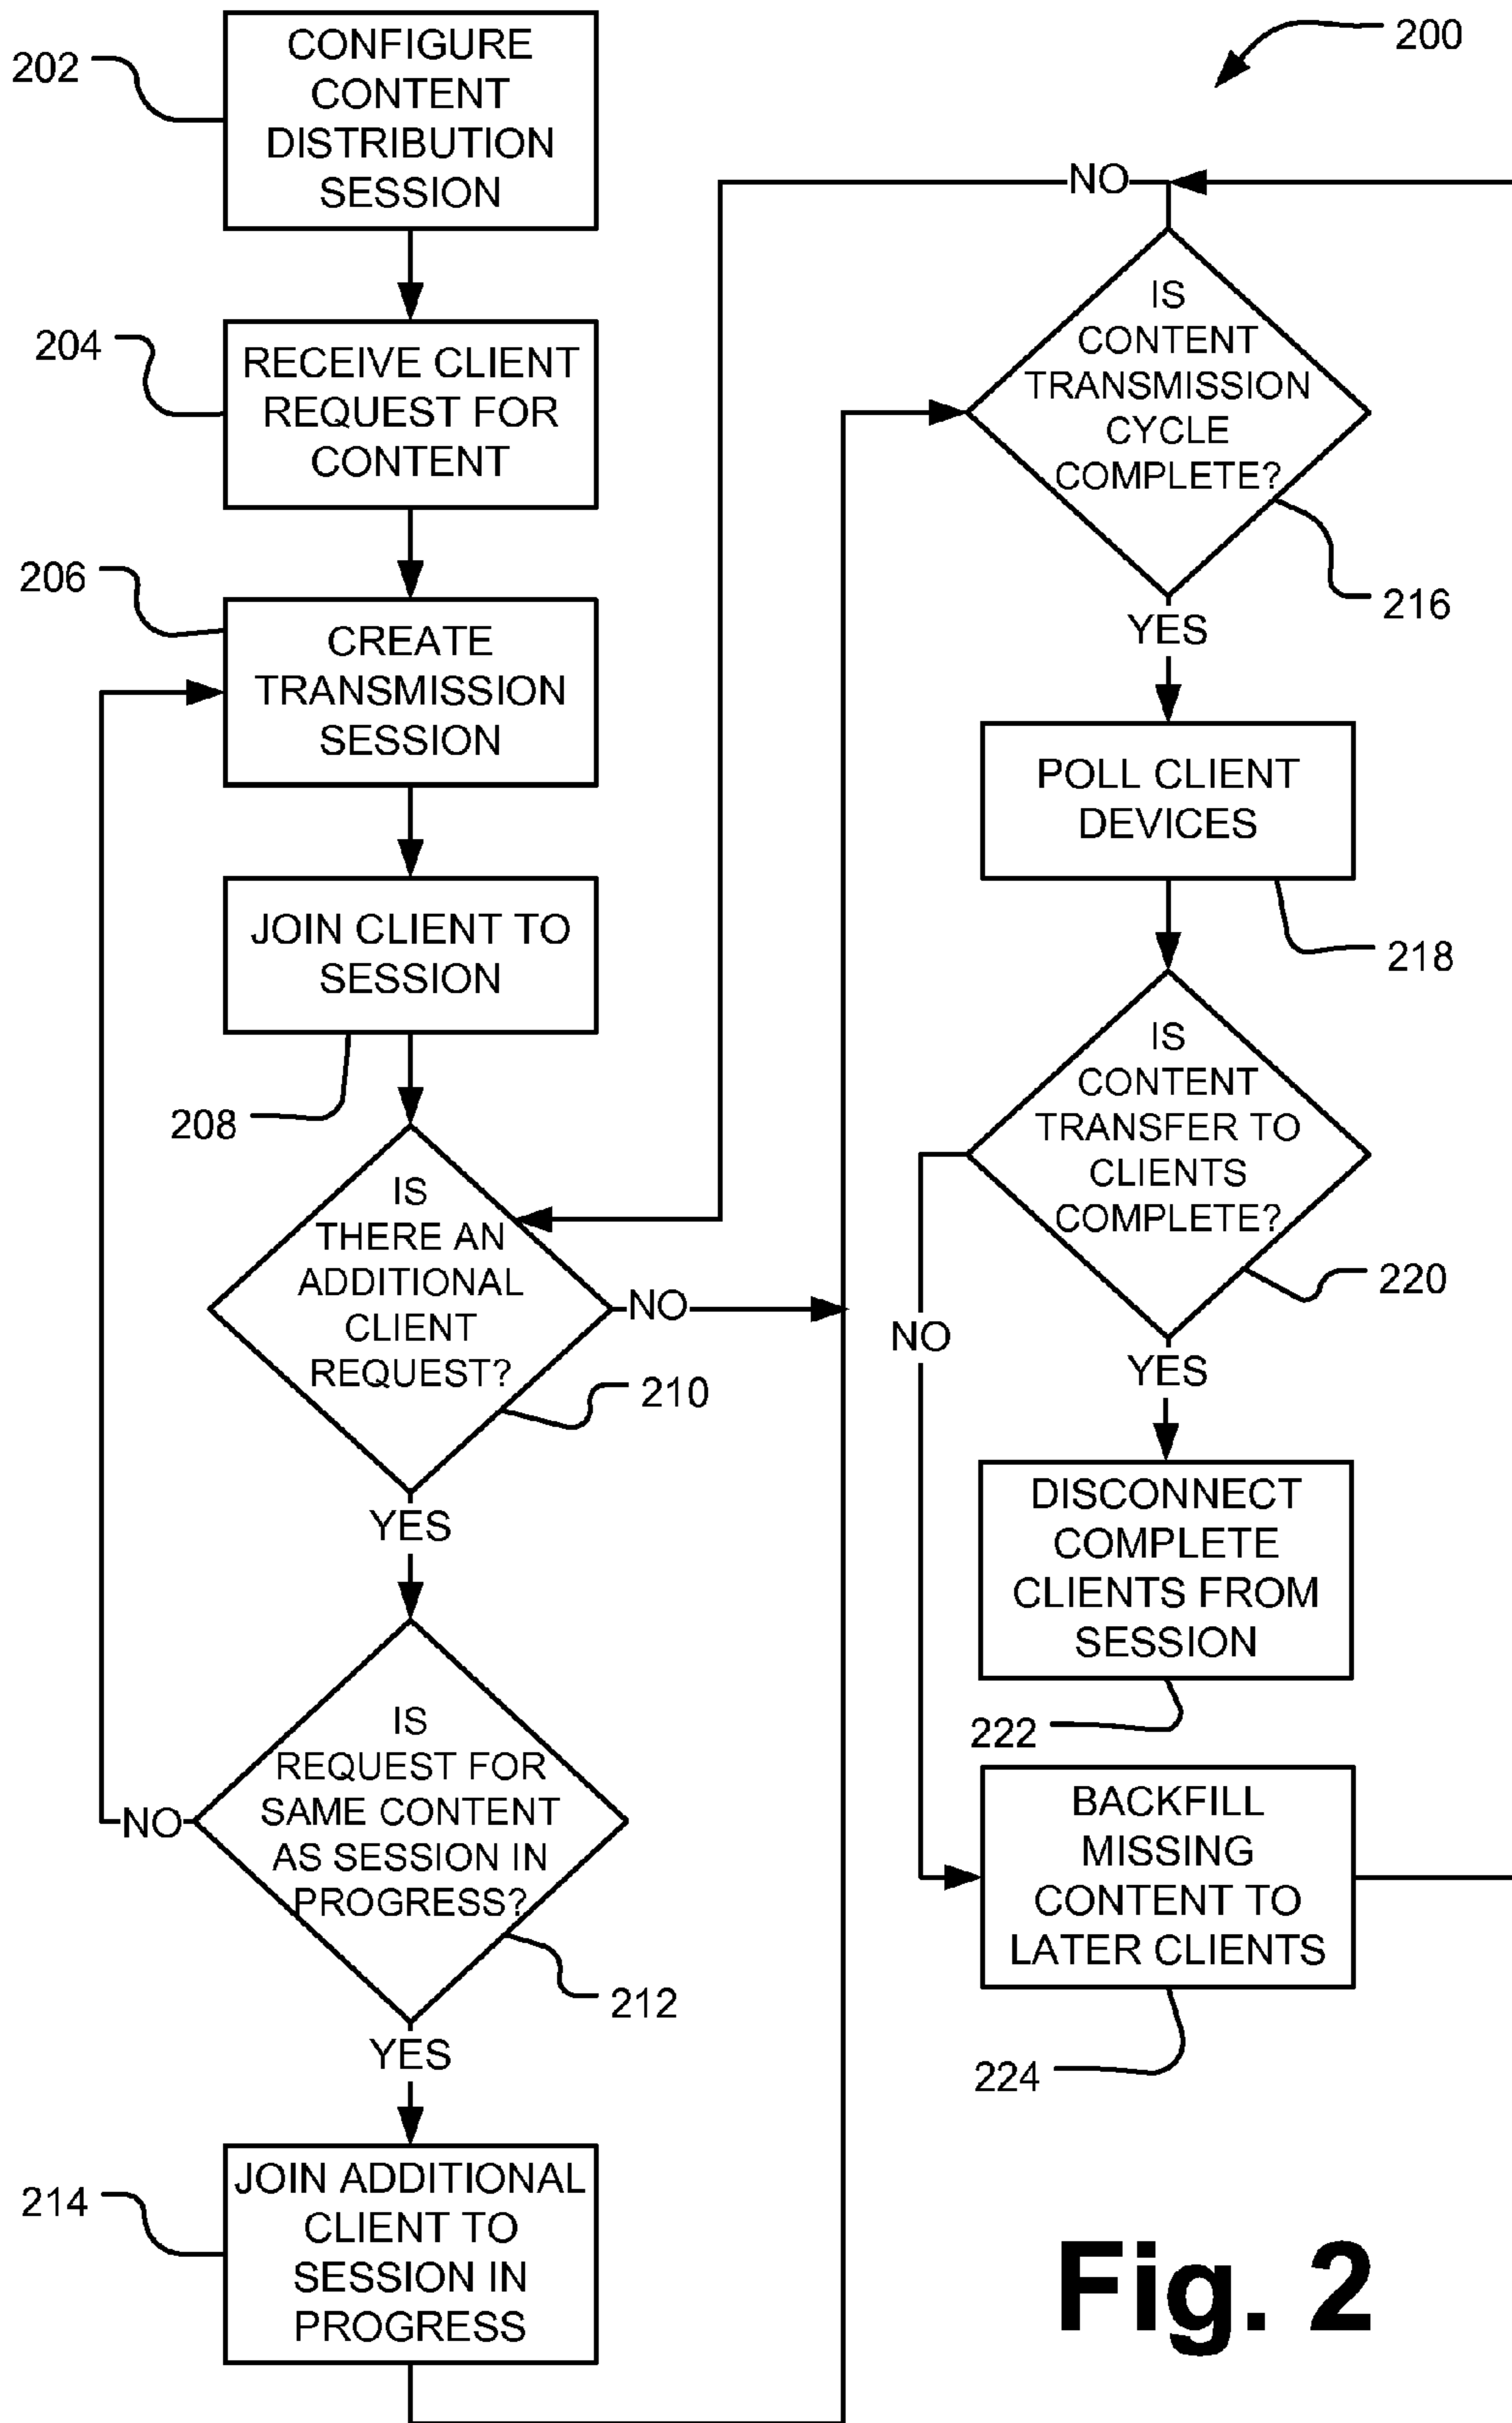 200
202
CONFIGURE
CONTENT
DISTRIBUTION
SESSION
204
RECEIVE CLIENT
REQUEST FOR
CONTENT
206
CREATE
TRANSMISSION
SESSION
JOIN CLIENT TO
SESSION
208
IS
THERE AN
ADDITIONAL
CLIENT
REQUEST?
NO
210
YES
IS
REQUEST FOR
SAME CONTENT
AS SESSION IN
PROGRESS?
NO
212
YES
214
JOIN ADDITIONAL
CLIENT TO
SESSION IN
PROGRESS
NO
IS
CONTENT
TRANSMISSION
CYCLE
COMPLETE?
216
YES
POLL CLIENT
DEVICES
218
IS
CONTENT
TRANSFER TO
CLIENTS
COMPLETE?
220
NO
YES
DISCONNECT
COMPLETE
CLIENTS FROM
SESSION
222
BACKFILL
MISSING
CONTENT TO
LATER CLIENTS
224
Fig. 2